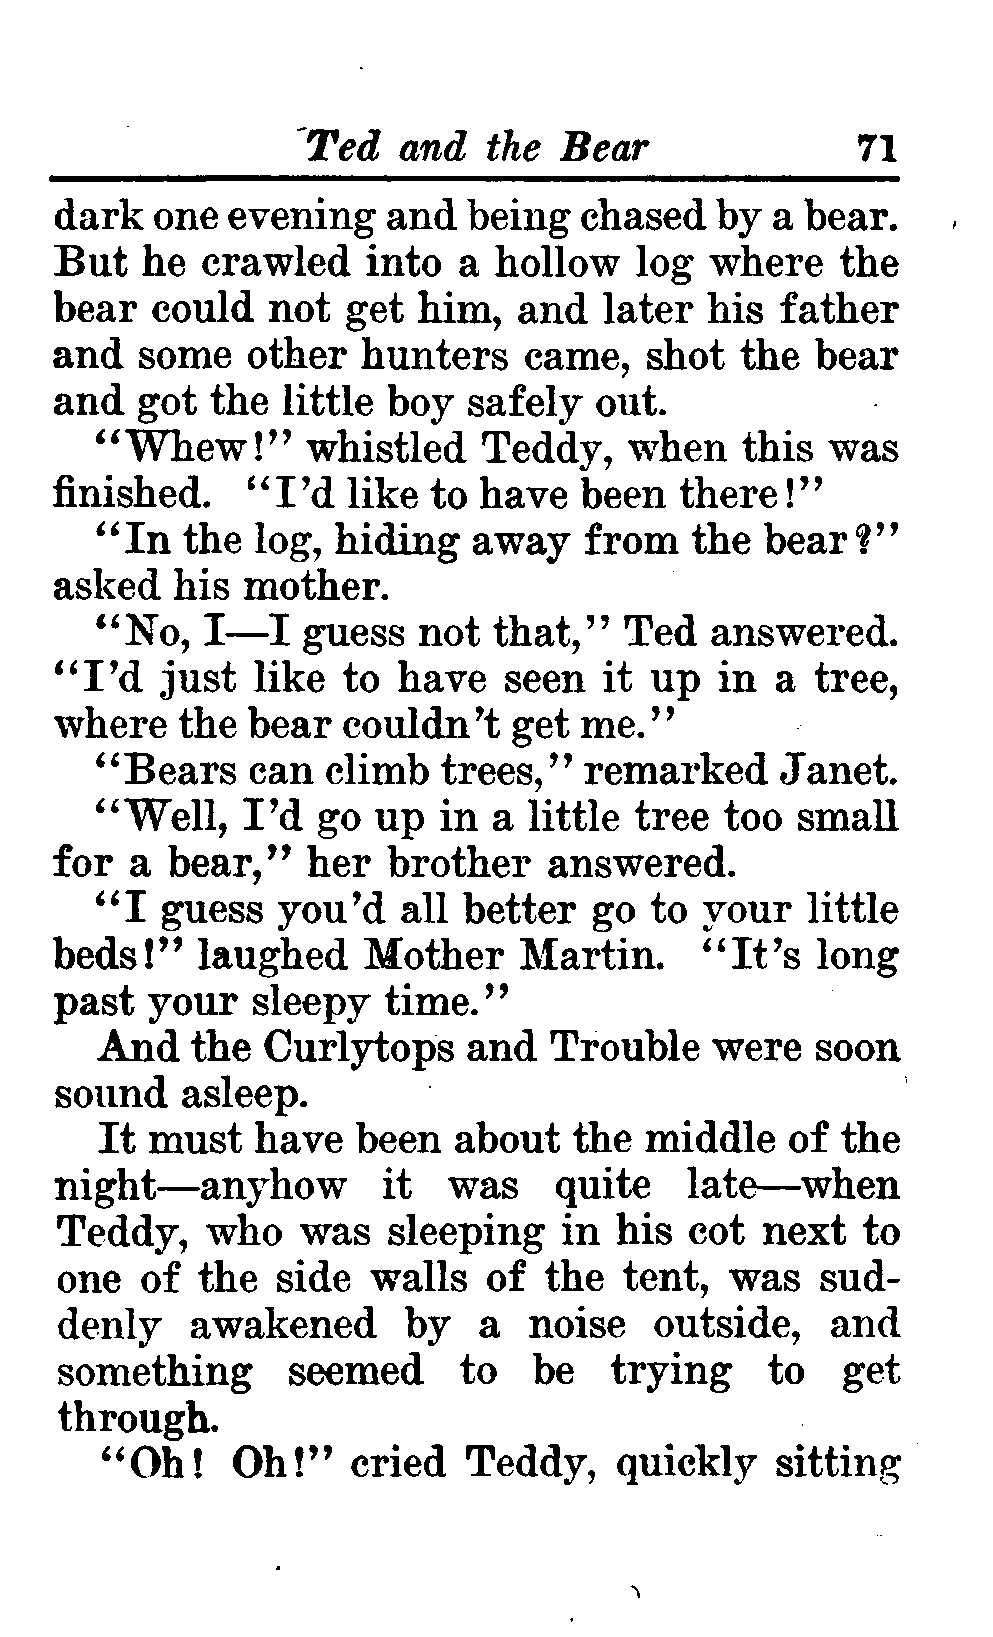 Ted and the Bear 71
dark one evening and being chased by a bear.
But he crawled into a hollow log where the
bear could not get him, and later his father
and some other hunters came, shot the bear
and got the little boy safely out.
“Whew!” whistled Teddy, when this was
finished. “I’d like to have been there!”
“In the log, hiding away from the bear?”
asked his mother.
“No, I—I guess not that,” Ted answered.
“I’d just like to have seen it up in a tree,
where the bear couldn’t get me.”
“Bears can climb trees,” remarked Janet.
“Well, I’d go up in a little tree too small
for a bear,” her brother answered.
“I guess you’d all better go to your little
beds!” laughed Mother Martin. “It’s long
past your sleepy time.”
And the Curlytops and Trouble were soon
sound asleep.
It must have been about the middle of the
night—anyhow it was quite late—when
Teddy, who was sleeping in his cot next to
one of the side walls of the tent, was sud-
denly awakened by a noise outside, and
something seemed to be trying to get
through.
“Oh! Oh!” cried Teddy, quickly sitting